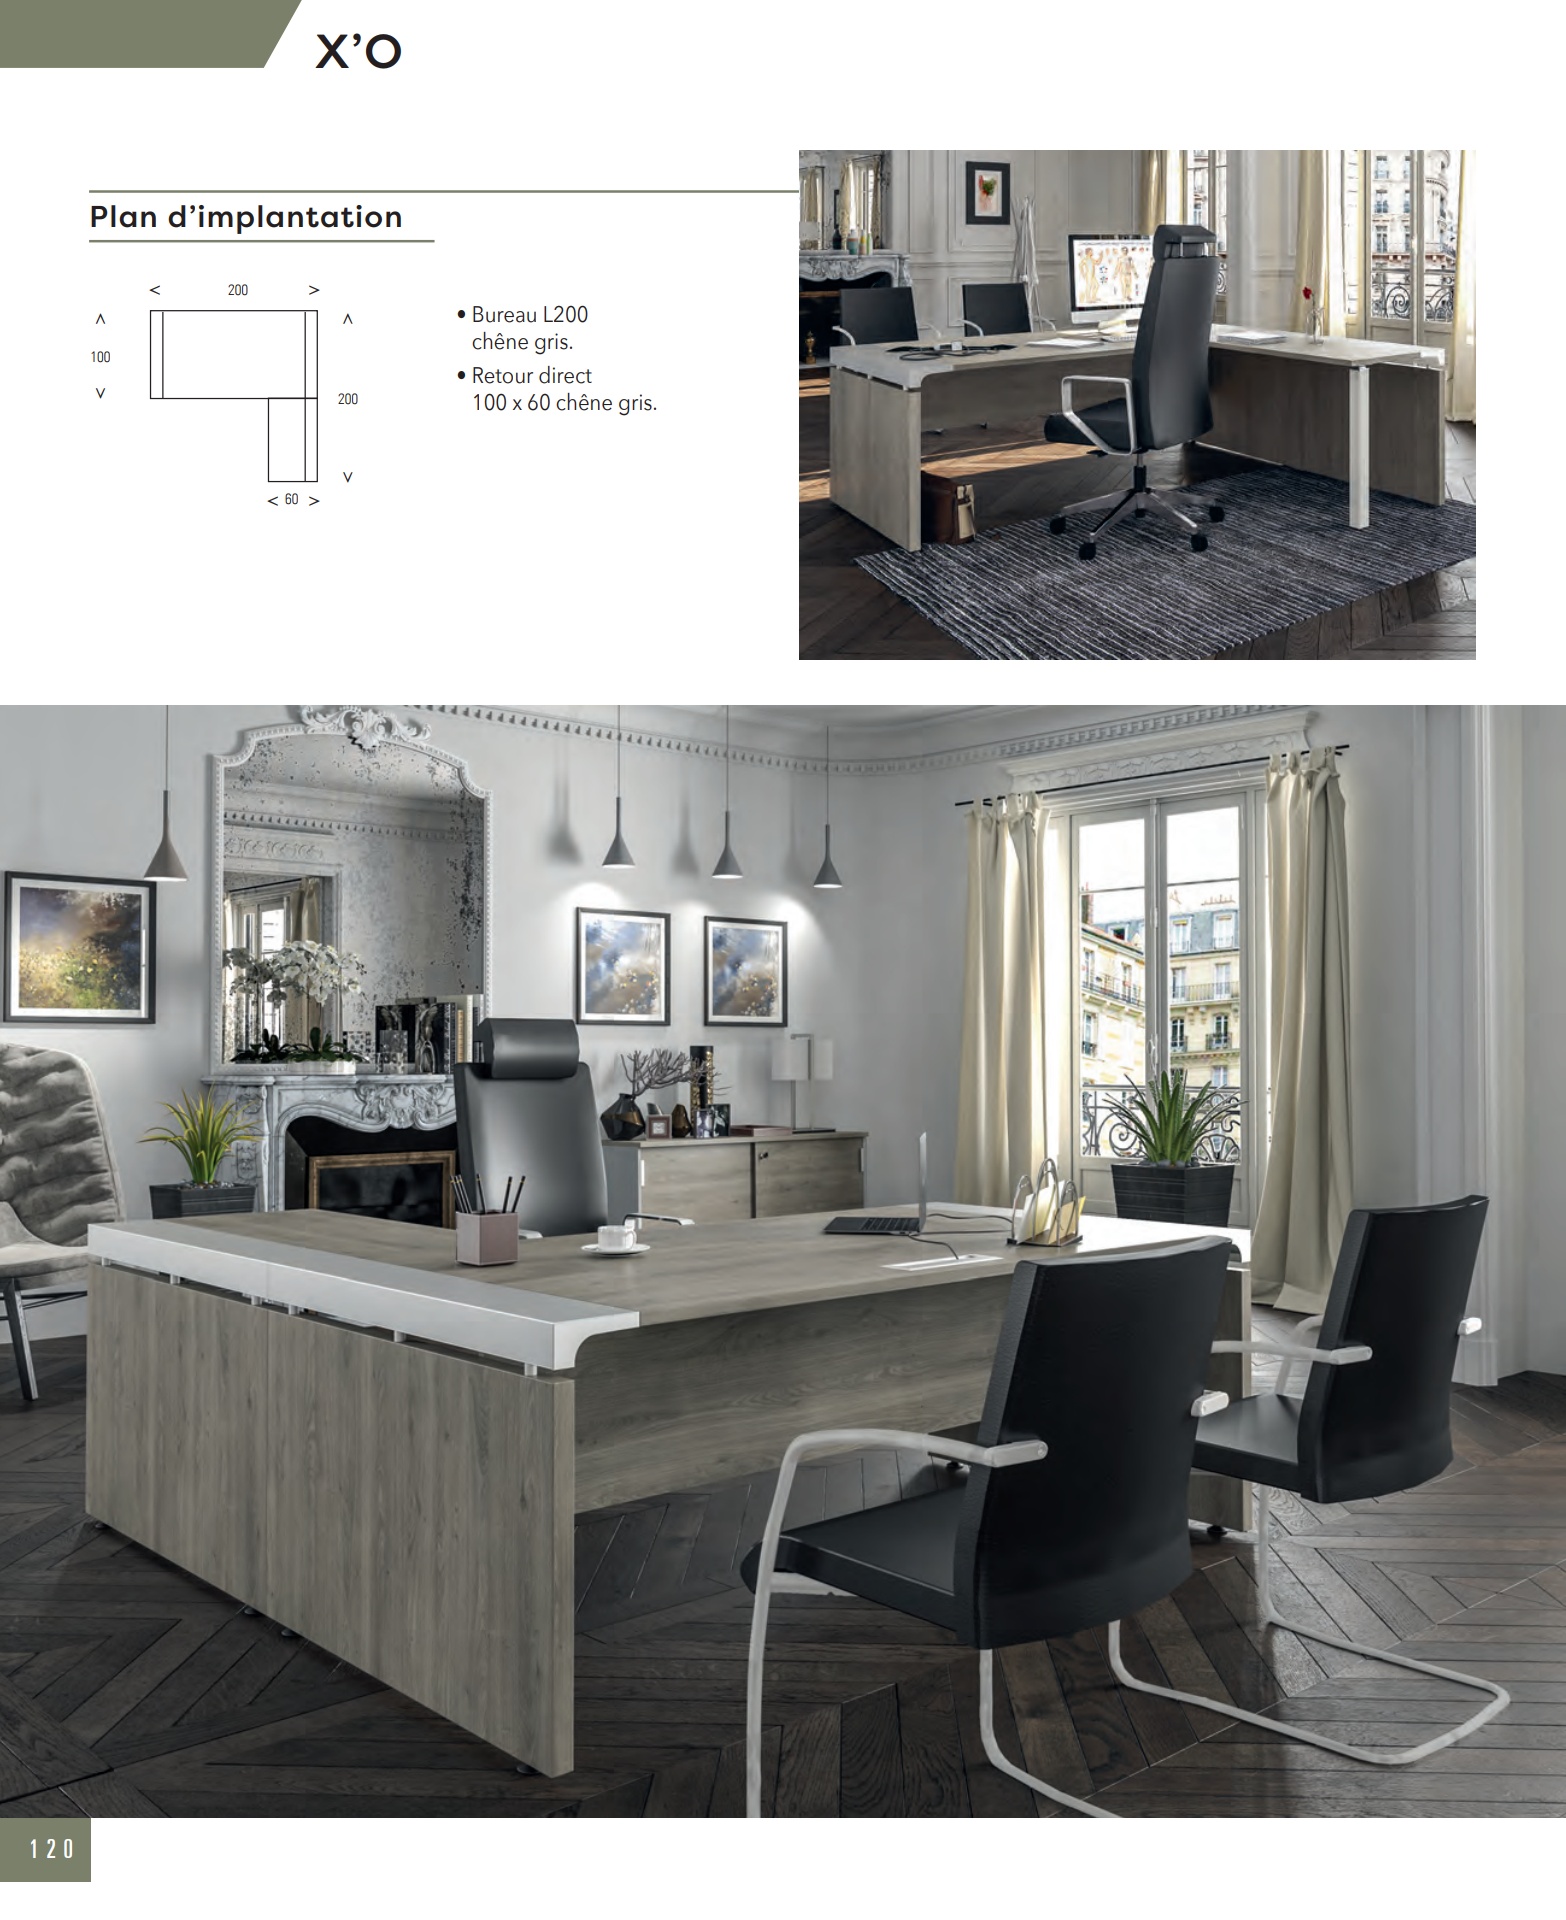 X’O
Plan d’implantation
200
100
200
60
• Bureau L200
chêne gris.
• Retour direct
100 x 60 chêne gris.
120